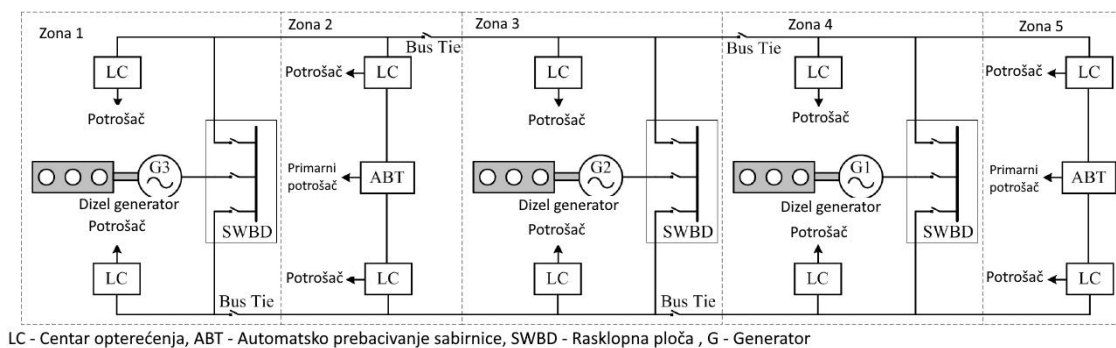 Zona 1
Zona 2
Zona 3
Zona 4
Zona 5
Bus Tie
Bus Tie
LC
Potrošač
LC
LC
LC
Potrošač
LC
Potrošač
Potrošač
Potrošač
G3
Primarni
potrošač
ABT
G2
G1
Primarni
potrošač
ABT
Dizel generator
Dizel generator
Dizel generator
Potrošač
SWBD
Potrošač
SWBD
Potrošač
SWBD
LC
Potrošač
LC
LC
LC
Potrošač
LC
Bus Tie
Bus Tie
LC - Centar opterećenja, ABT - Automatsko prebacivanje sabirnice, SWBD - Rasklopna ploča , G - Generator